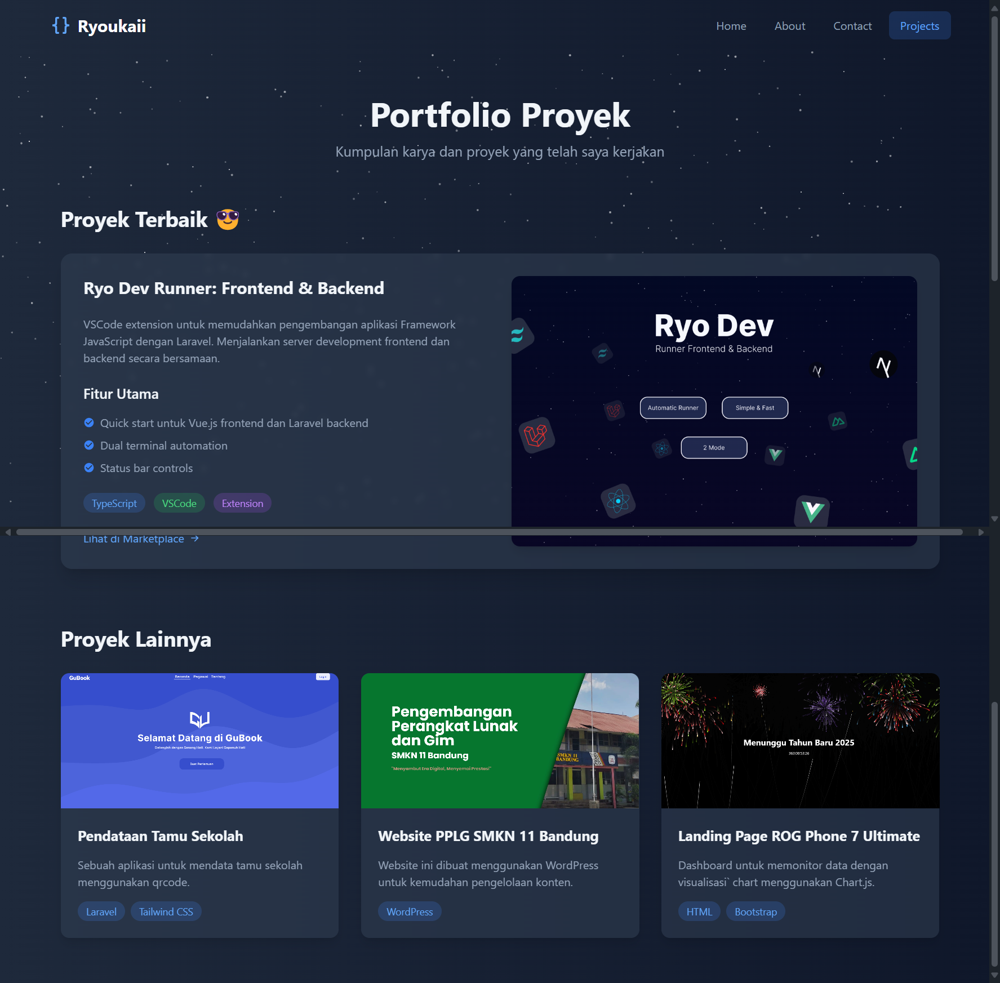 {} Ryoukaii
Home About Contact Projects
Portfolio Proyek
Kumpulan karya dan proyek yang telah saya kerjakan
Proyek Terbaik 😎
Ryo Dev Runner: Frontend & Backend
VSCode extension untuk memudahkan pengembangan aplikasi Framework
JavaScript dengan Laravel. Menjalankan server development frontend dan
backend secara bersamaan.
Fitur Utama
Quick start untuk Vue.js frontend dan Laravel backend
Dual terminal automation
Status bar controls
TypeScript VSCode Extension
Lihat di Marketplace →
Ryo Dev
Runner Frontend & Backend
Automatic Runner Simple & Fast
2 Mode
Proyek Lainnya
GuBook Beranda Pegawai Tentang Login
Selamat Datang di GuBook
Datanglah dengan Senang Hati, Kami Layani Sepenuh Hati
Buat Pertemuan
Pendataan Tamu Sekolah
Sebuah aplikasi untuk mendata tamu sekolah
menggunakan qrcode.
Laravel Tailwind CSS
Pengembangan
Perangkat Lunak
dan Gim
SMKN 11 Bandung
"Menyambut Era Digital, Menyemai Prestasi"
SMKN 11
BANDUNG
Website PPLG SMKN 11 Bandung
Website ini dibuat menggunakan WordPress
untuk kemudahan pengelolaan konten.
WordPress
Menunggu Tahun Baru 2025
363:00:53:26
Landing Page ROG Phone 7 Ultimate
Dashboard untuk memonitor data dengan
visualisasi` chart menggunakan Chart.js.
HTML Bootstrap